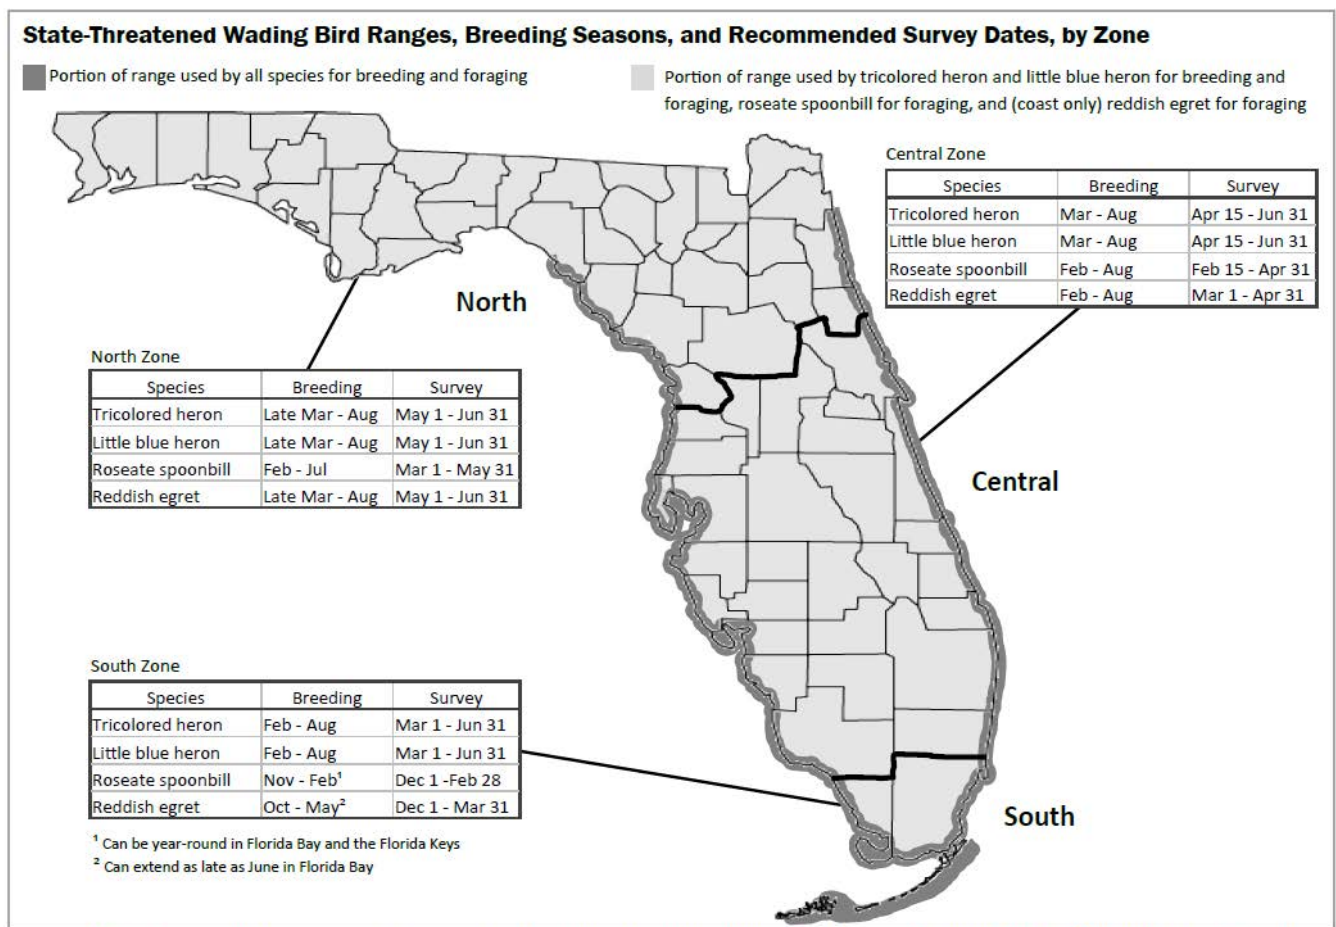 State-Threatened Wading Bird Ranges, Breeding Seasons, and Recommended Survey Dates, by Zone
Portion of range used by all species for breeding and foraging
Portion of range used by tricolored heron and little blue heron for breeding and
foraging, roseate spoonbill for foraging, and (coast only) reddish egret for foraging
Central Zone
Species Breeding Survey
Tricolored heron Mar - Aug Apr 15 - Jun 31
Little blue heron Mar - Aug Apr 15 - Jun 31
Roseate spoonbill Feb - Aug Feb 15 - Apr 31
Reddish egret Feb - Aug Mar 1 - Apr 31
North
North Zone
Species Breeding Survey
Tricolored heron Late Mar - Aug May 1 - Jun 31
Little blue heron Late Mar - Aug May 1 - Jun 31
Roseate spoonbill Feb - Jul Mar 1 - May 31
Reddish egret Late Mar - Aug May 1 - Jun 31
Central
South Zone
Species Breeding Survey
Tricolored heron Feb - Aug Mar 1 - Jun 31
Little blue heron Feb - Aug Mar 1 - Jun 31
Roseate spoonbill Nov - Feb¹ Dec 1 -Feb 28
Reddish egret Oct - May² Dec 1 - Mar 31
South
¹ Can be year-round in Florida Bay and the Florida Keys
² Can extend as late as June in Florida Bay